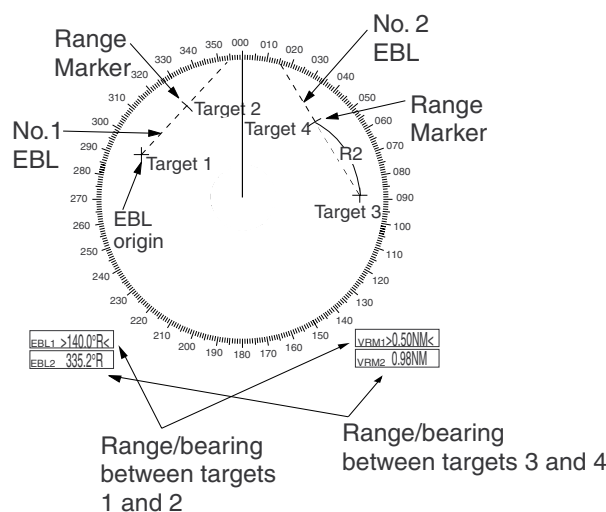 Range
Marker
No. 2
EBL
Range
Marker
No.1
EBL
Target 2
Target 4
R2
Target 1
Target 3
EBL
origin
000
010
020
030
040
050
060
070
080
090
100
110
120
130
140
150
160
170
180
190
200
210
220
230
240
250
260
270
280
290
300
310
320
330
340
350
EBL1 >140.0°R<
EBL2 335.2°R
VRM1>0.50NM<
VRM2 0.98NM
Range/bearing
between targets
1 and 2
Range/bearing
between targets 3 and 4